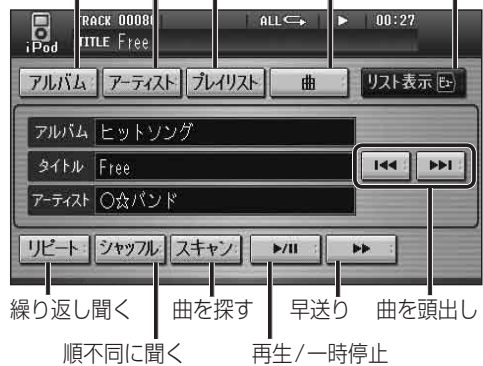 TRACK 0008 ALL 00:27
iPod TITLE Free
アルバム アーティスト プレイリスト 曲 リスト表示
アルバム ヒットソング
タイトル Free
アーティスト ○☆バンド
リピート シャッフル スキャン ►/II ►►
繰り返し聞く 曲を探す 早送り 曲を頭出し
順不同に聞く 再生/一時停止